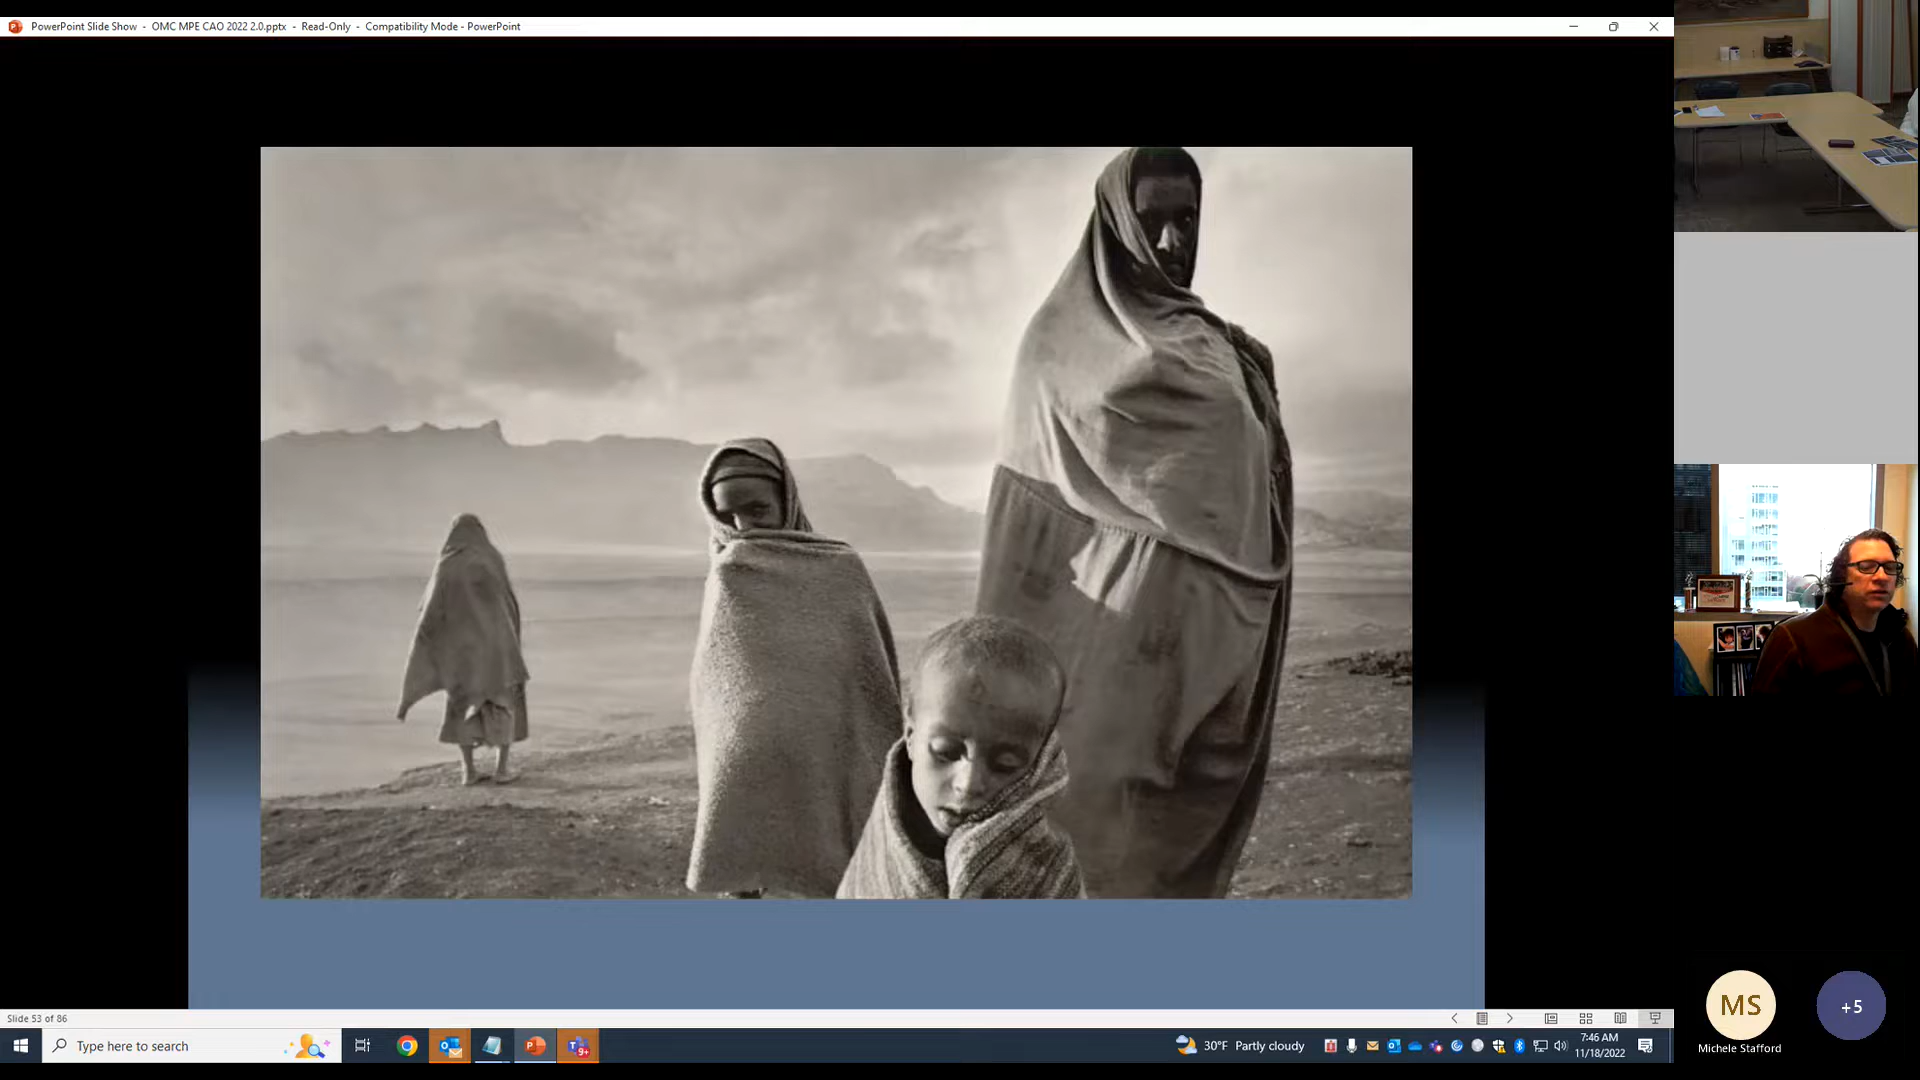 PowerPoint Slide Show - OMC MPE CAO 2022 2.0.pptx - Read-Only - Compatibility Mode - PowerPoint
Slide 53 of 86
Type here to search
9+
30°F Partly cloudy
7:46 AM
11/18/2022
MS
Michele Stafford
+5